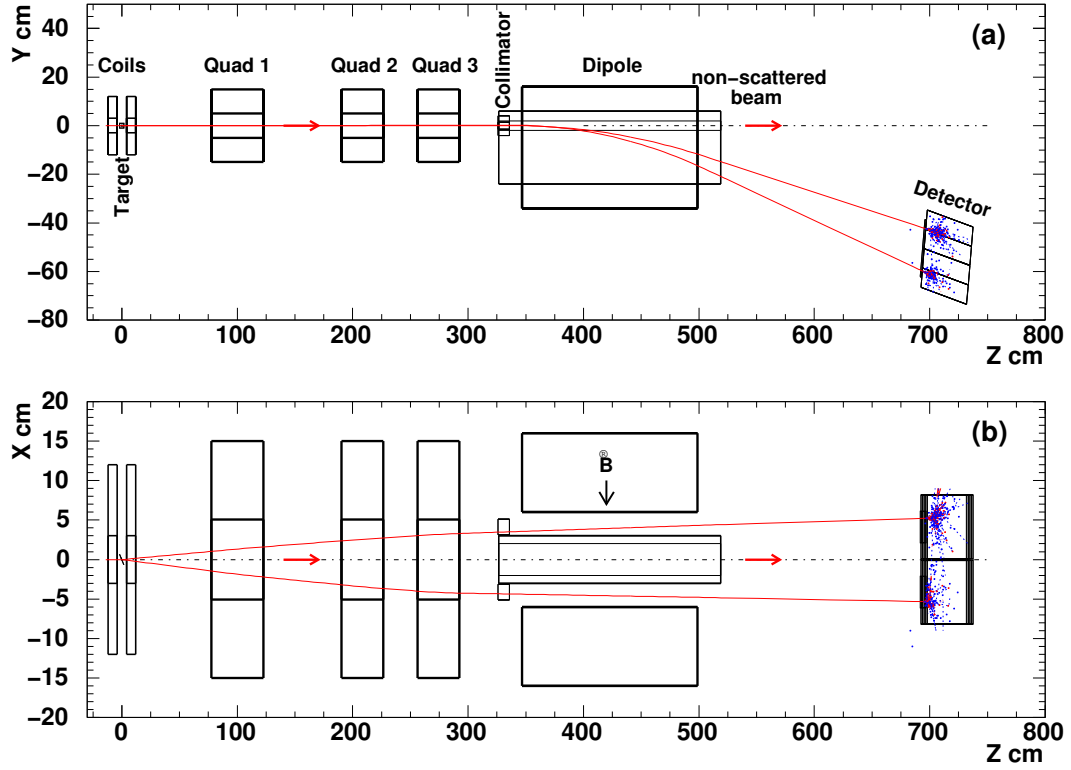 (a)
Y cm
40
20
0
−20
−40
−60
−80
Coils
Target
Quad 1
Quad 2
Quad 3
Collimator
Dipole
non-scattered
beam
Detector
0 100 200 300 400 500 600 700 800
Z cm
(b)
X cm
20
15
10
5
0
−5
−10
−15
−20
®
B
0 100 200 300 400 500 600 700 800
Z cm